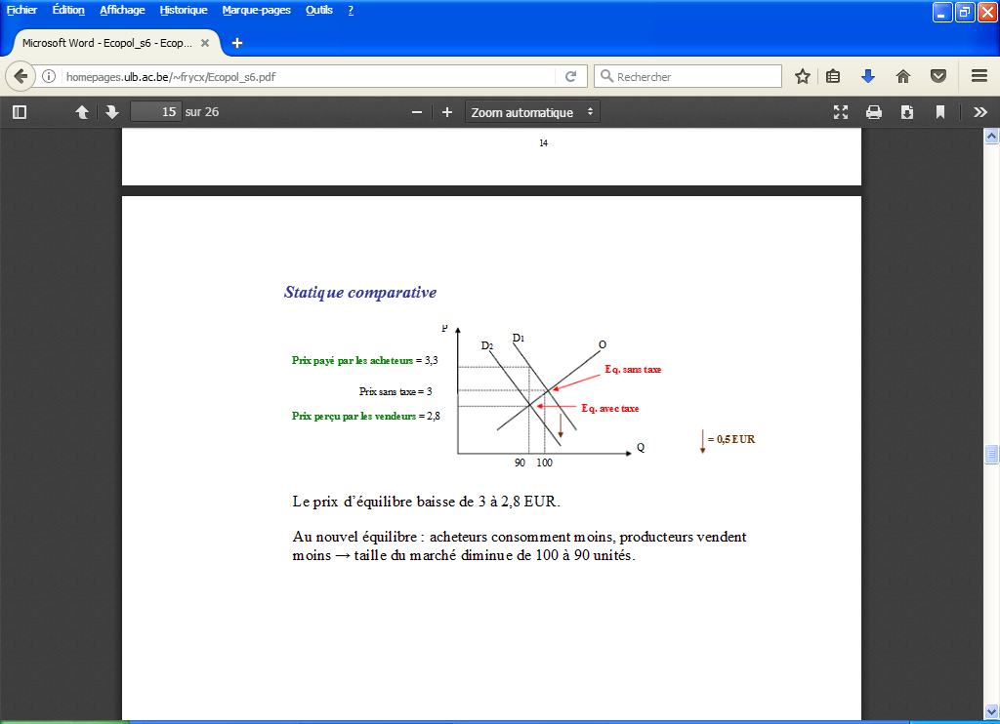 Fichier Édition Affichage Historique Marque-pages Outils ?
Microsoft Word - Ecopol_s6 - Ecop...
homepages.ulb.ac.be/~frycx/Ecopol_s6.pdf
Rechercher
15 sur 26
Zoom automatique
14
Statique comparative
P
D2
D1
O
Prix payé par les acheteurs = 3,3
Eq. sans taxe
Prix sans taxe = 3
Eq. avec taxe
Prix perçu par les vendeurs = 2,8
= 0,5 EUR
Q
90 100
Le prix d'équilibre baisse de 3 à 2,8 EUR.
Au nouvel équilibre : acheteurs consomment moins, producteurs vendent
moins → taille du marché diminue de 100 à 90 unités.